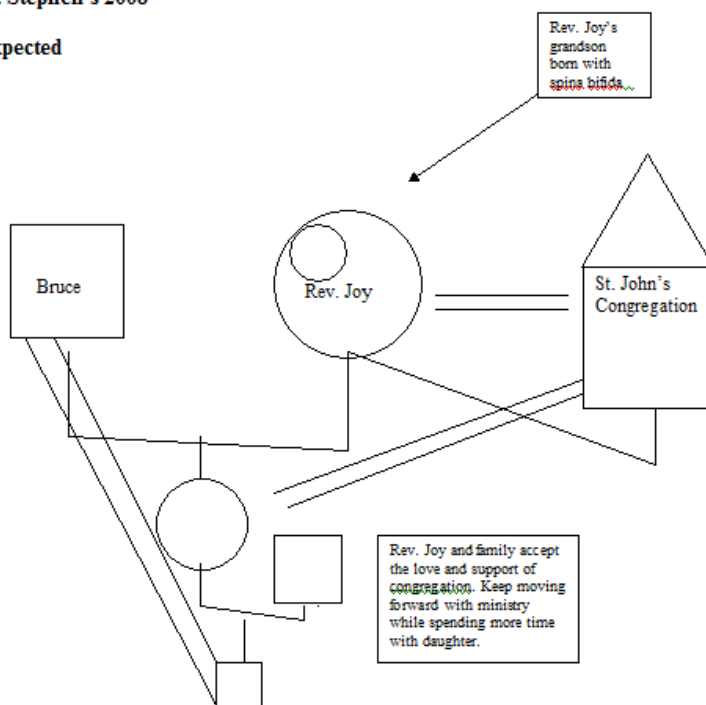 Stephen's 2008
Rev. Joy's
grandson
born with
spina bifida
Bruce
Rev. Joy
St. John's
Congregation
Rev. Joy and family accept
the love and support of
congregation. Keep moving
forward with ministry
while spending more time
with daughter.